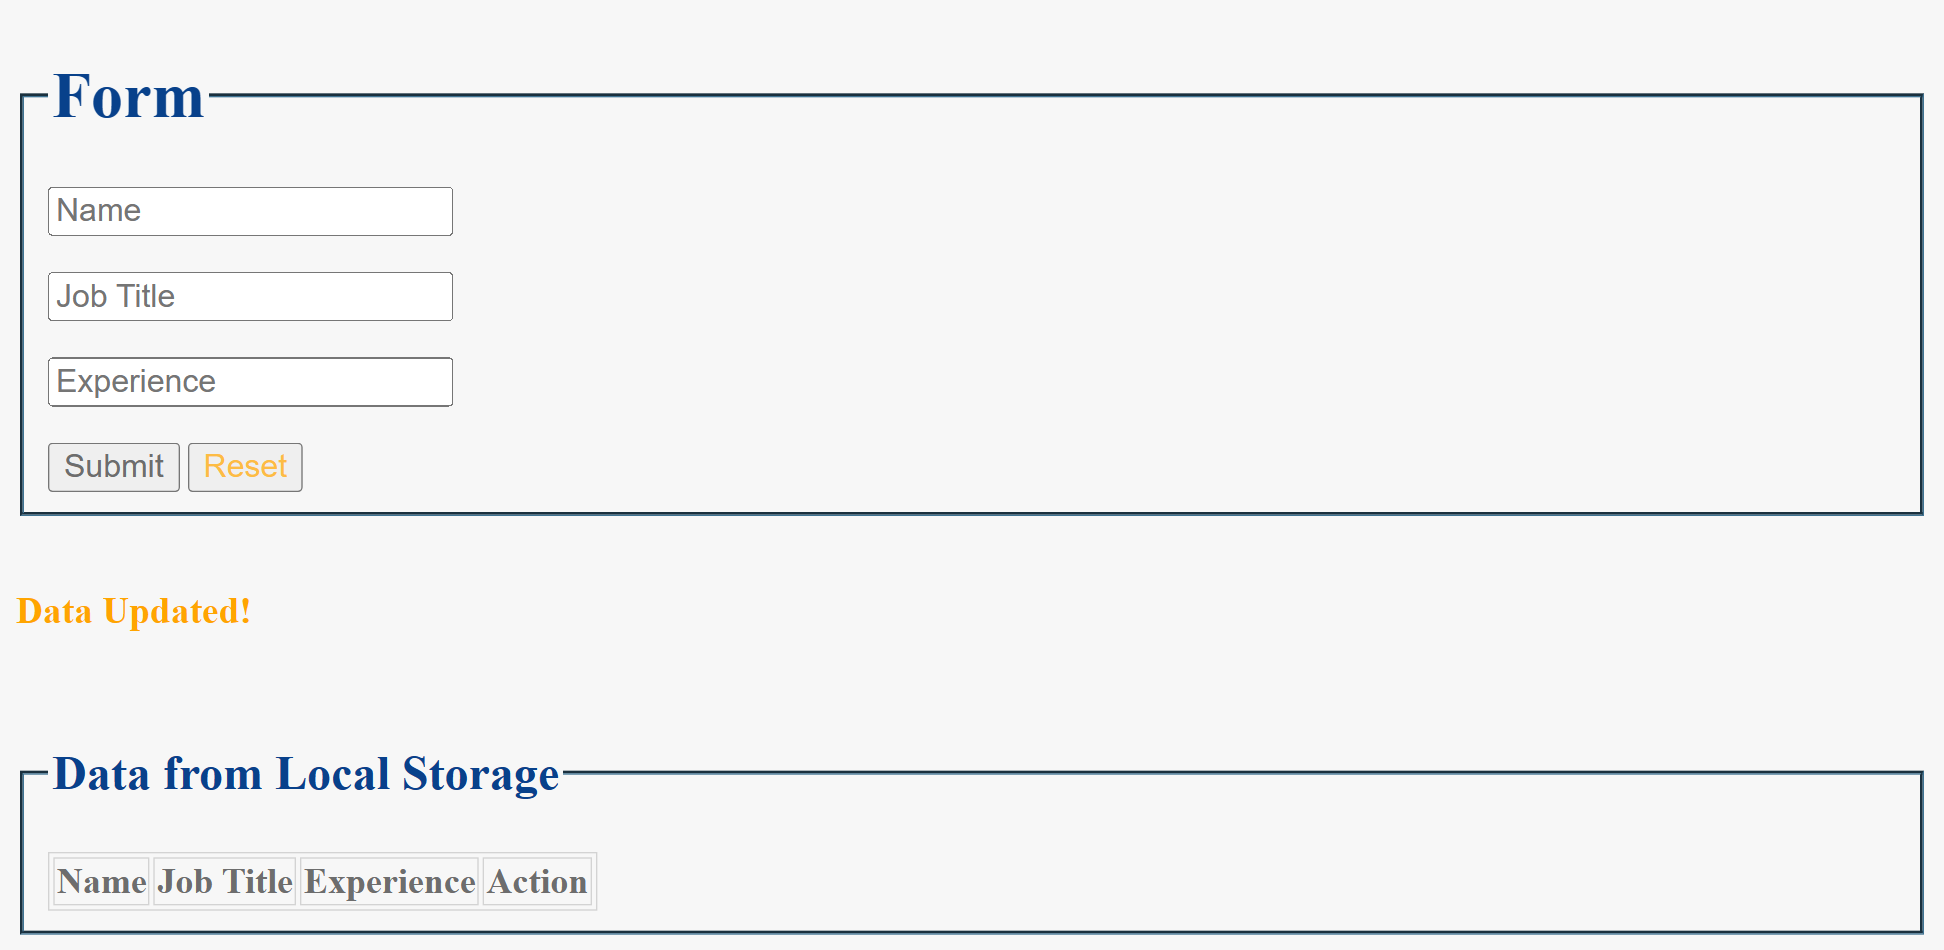 Form
Name
Job Title
Experience
Submit Reset
Data Updated!
Data from Local Storage
Name Job Title Experience Action